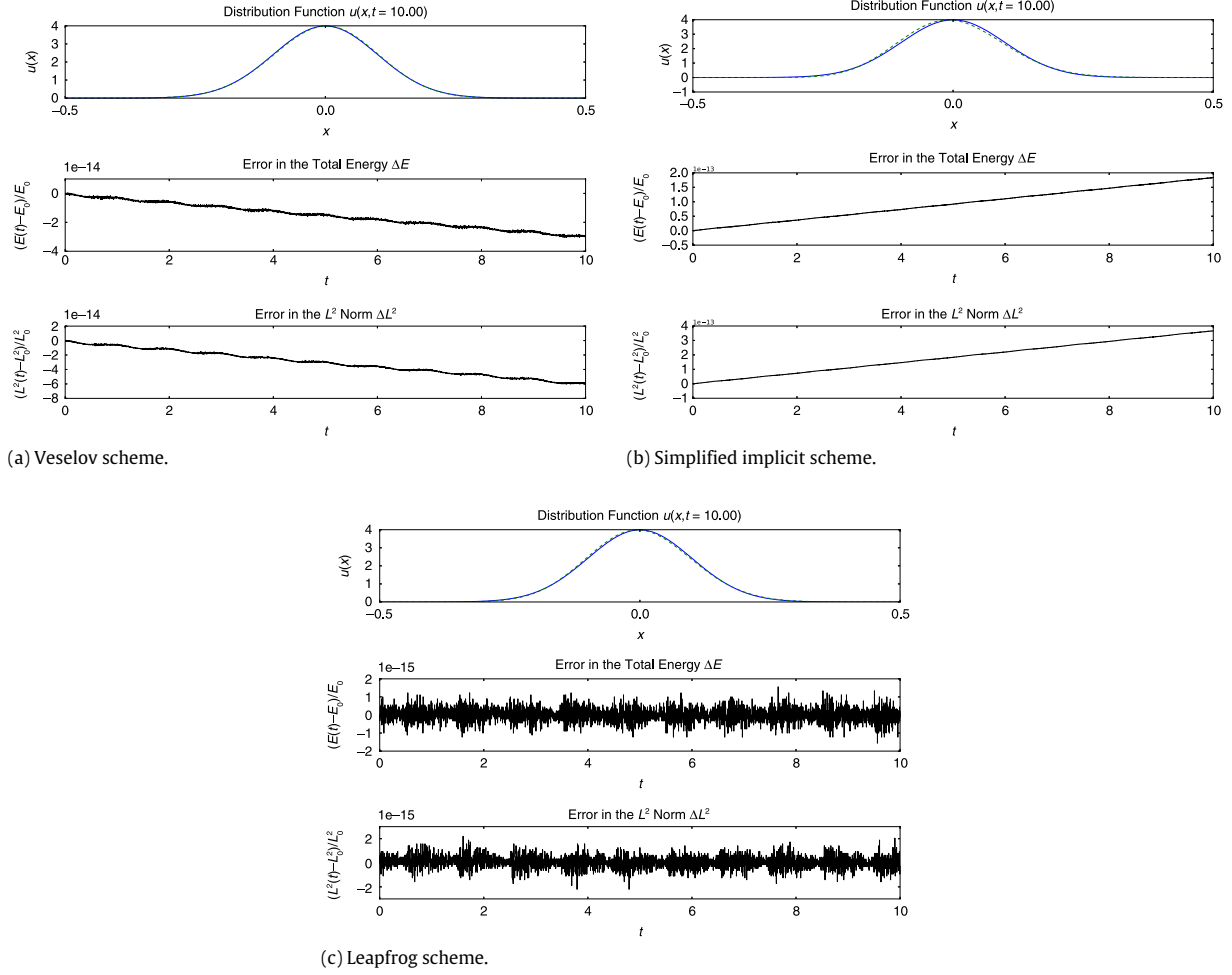 Distribution Function u(x,t = 10.00)
4
3
2
1
0
u(x)
−0.5
0.0
0.5
x
1e−14
Error in the Total Energy ΔE
0
−2
−4
(E(t)−E₀)/E₀
0
2
4
6
8
10
t
1e−14
Error in the L² Norm ΔL²
2
0
−2
−4
−6
−8
(L²(t)−L²₀)/L²₀
0
2
4
6
8
10
t
(a) Veselov scheme.
Distribution Function u(x,t = 10.00)
4
3
2
1
0
−1
u(x)
−0.5
0.0
0.5
x
1e−13
Error in the Total Energy ΔE
2.0
1.5
1.0
0.5
0.0
−0.5
(E(t)−E₀)/E₀
0
2
4
6
8
10
t
1e−13
Error in the L² Norm ΔL²
4
3
2
1
0
−1
(L²(t)−L²₀)/L²₀
0
2
4
6
8
10
t
(b) Simplified implicit scheme.
Distribution Function u(x,t = 10.00)
4
3
2
1
0
u(x)
−0.5
0.0
0.5
x
1e−15
Error in the Total Energy ΔE
2
1
0
−1
−2
(E(t)−E₀)/E₀
0
2
4
6
8
10
t
1e−15
Error in the L² Norm ΔL²
2
0
−2
(L²(t)−L²₀)/L²₀
0
2
4
6
8
10
t
(c) Leapfrog scheme.